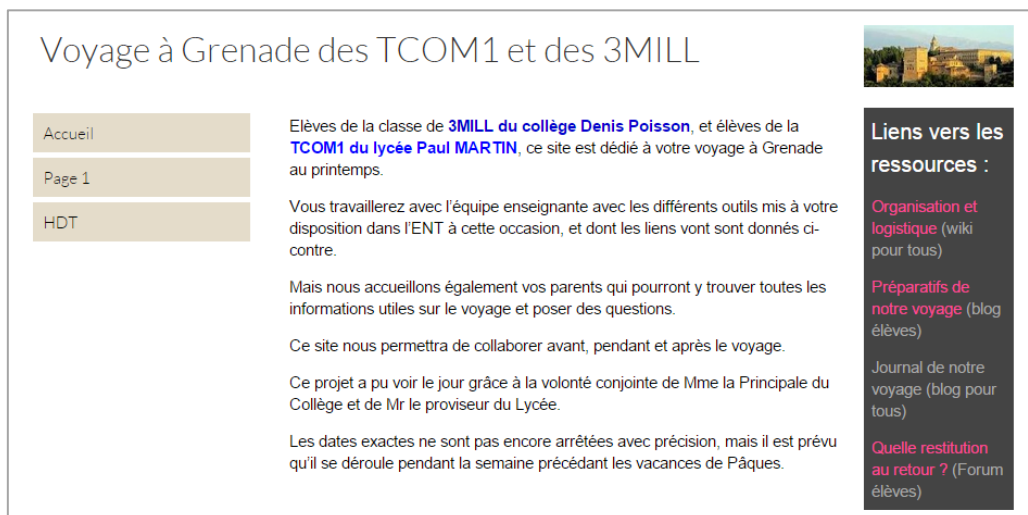 Voyage à Grenade des TCOM1 et des 3MILL
Accueil
Page 1
HDT
Elèves de la classe de 3MILL du collège Denis Poisson, et élèves de la
TCOM1 du lycée Paul MARTIN, ce site est dédié à votre voyage à Grenade
au printemps.
Vous travaillerez avec l'équipe enseignante avec les différents outils mis à votre
disposition dans l'ENT à cette occasion, et dont les liens vont sont donnés ci-
contre.
Mais nous accueillons également vos parents qui pourront y trouver toutes les
informations utiles sur le voyage et poser des questions.
Ce site nous permettra de collaborer avant, pendant et après le voyage.
Ce projet a pu voir le jour grâce à la volonté conjointe de Mme la Principale du
Collège et de Mr le proviseur du Lycée.
Les dates exactes ne sont pas encore arrêtées avec précision, mais il est prévu
qu'il se déroule pendant la semaine précédant les vacances de Pâques.
Liens vers les
ressources :
Organisation et
logistique (wiki
pour tous)
Préparatifs de
notre voyage (blog
élèves)
Journal de notre
voyage (blog pour
tous)
Quelle restitution
au retour ? (Forum
élèves)